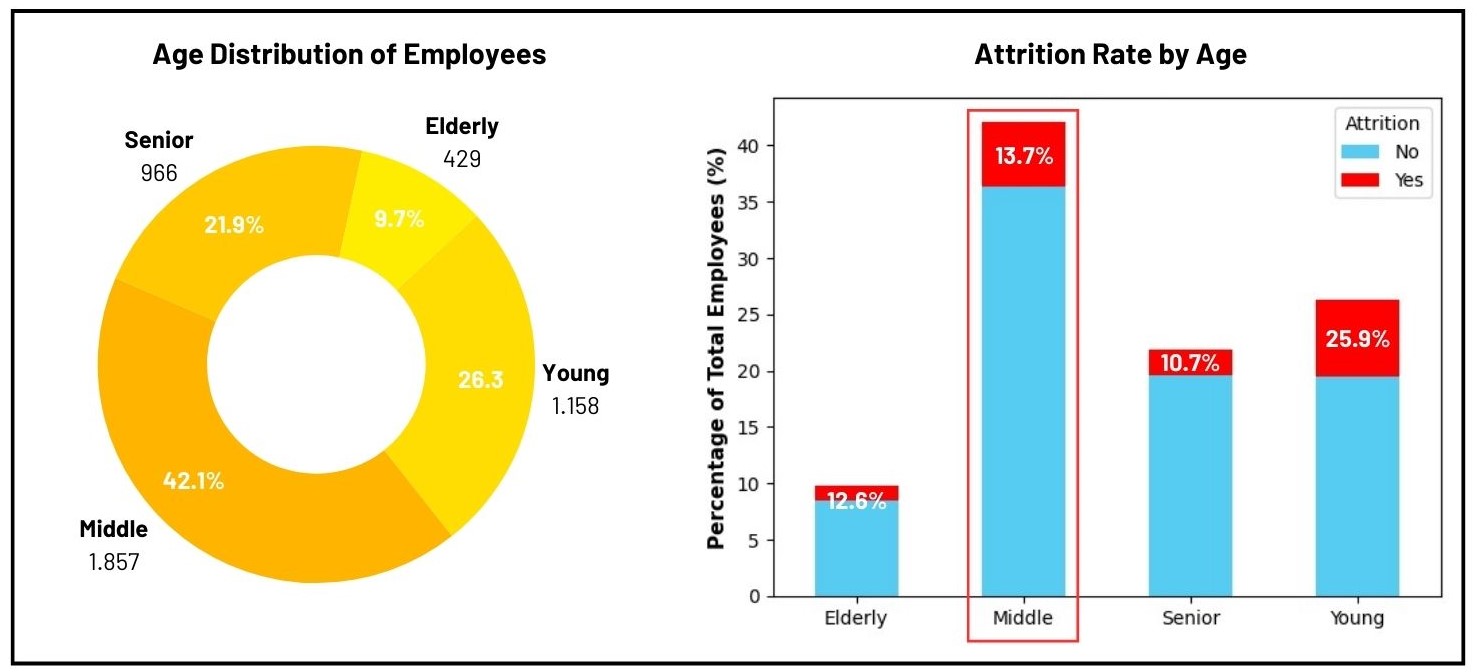 Age Distribution of Employees
Senior
966
Elderly
429
21.9%
9.7%
26.3
Young
1.158
42.1%
Middle
1.857
Attrition Rate by Age
Percentage of Total Employees (%)
40
35
30
25
20
15
10
5
0
Attrition
No
Yes
12.6%
13.7%
10.7%
25.9%
Elderly
Middle
Senior
Young